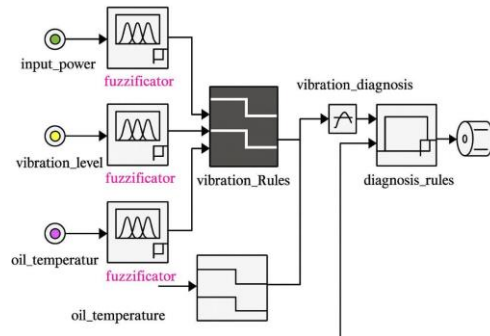 input_power
fuzzificator
vibration_level
fuzzificator
vibration_Rules
vibration_diagnosis
diagnosis_rules
oil_temperatur
fuzzificator
oil_temperature